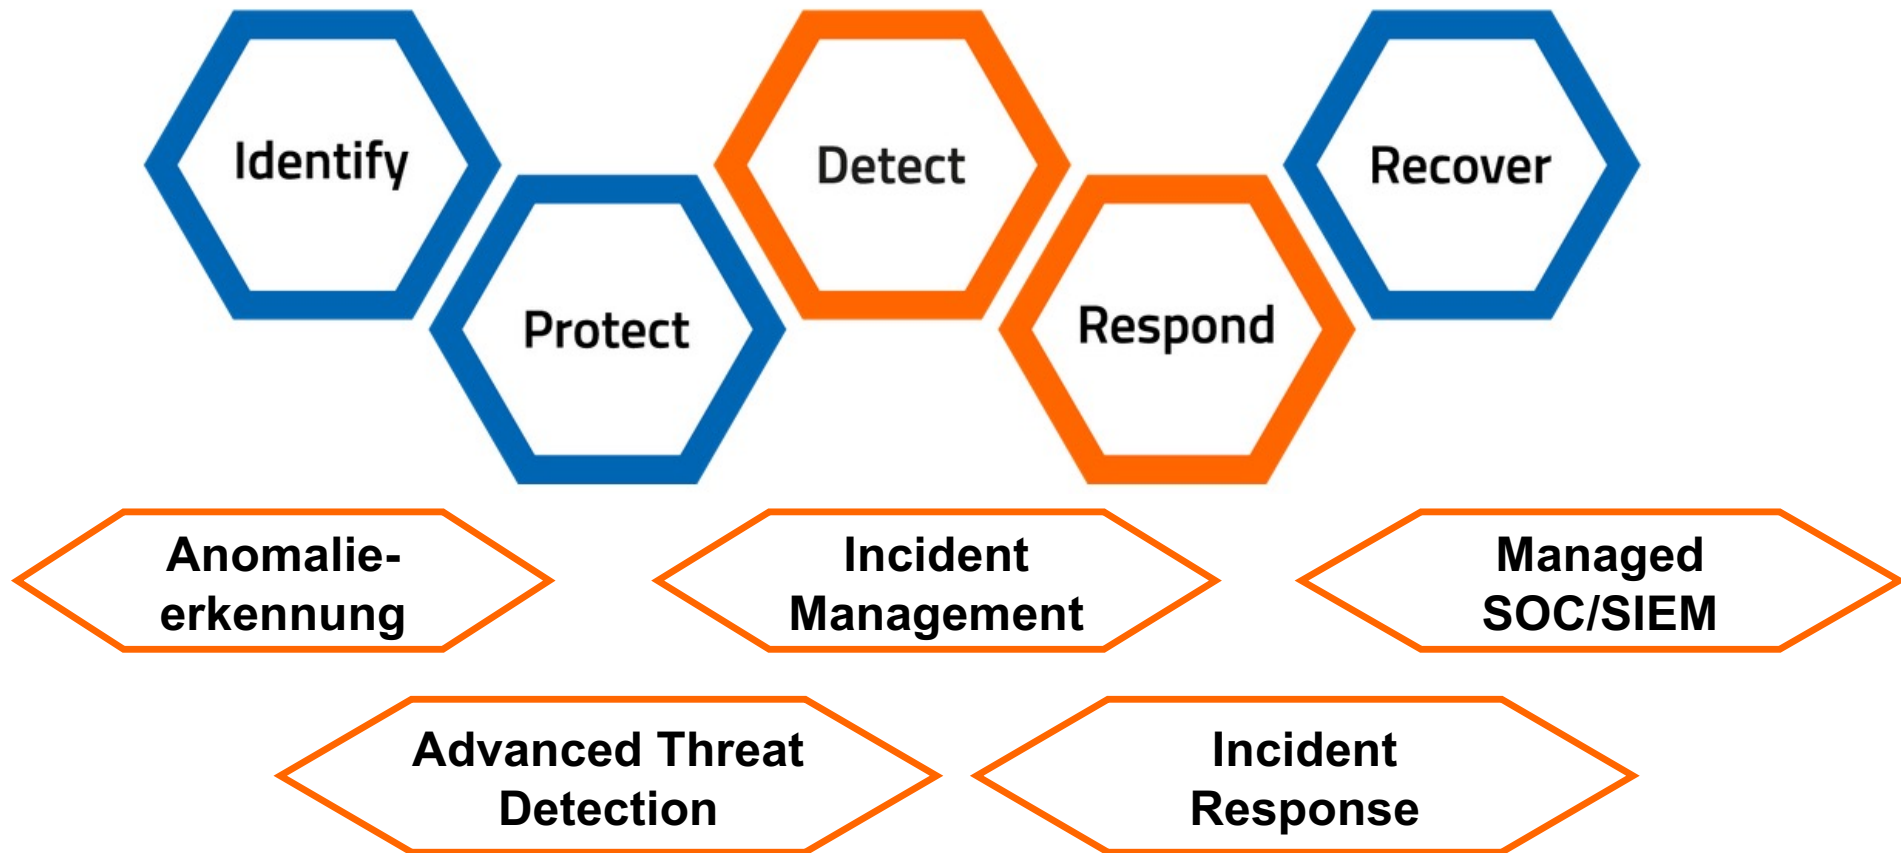 Identify
Protect
Detect
Respond
Recover
Anomalie-
erkennung
Incident
Management
Managed
SOC/SIEM
Advanced Threat
Detection
Incident
Response